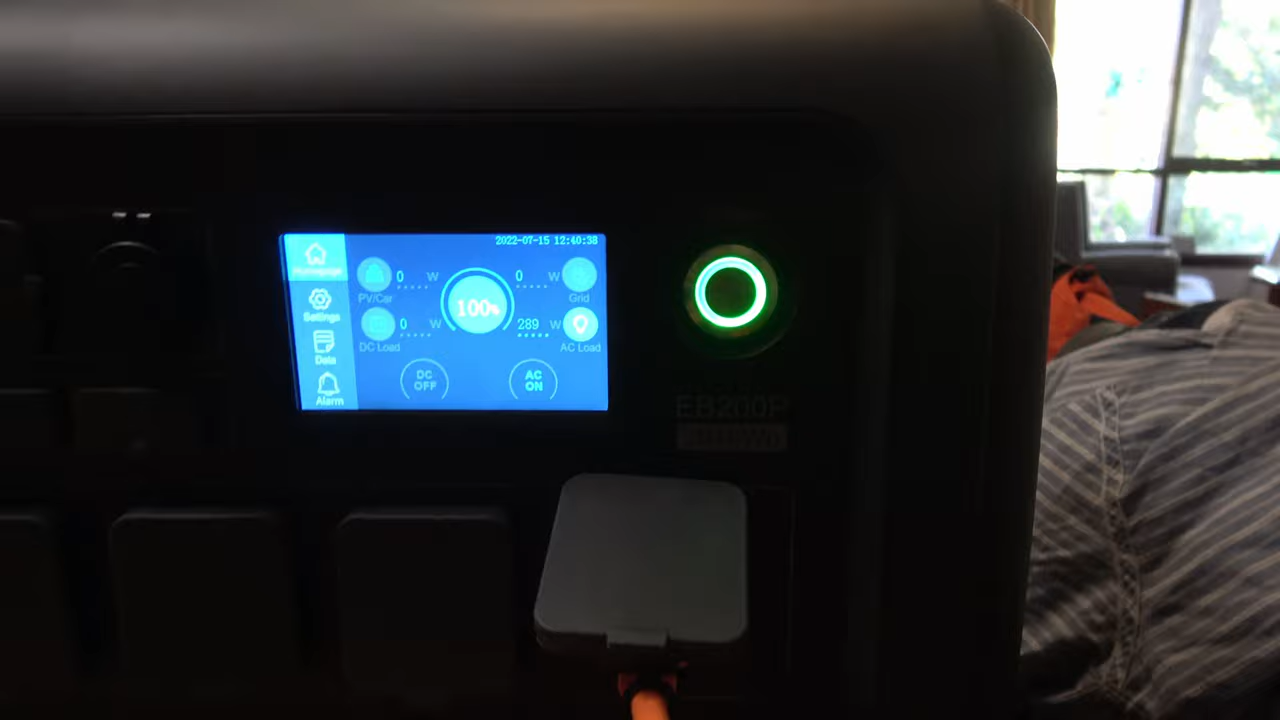 2022-07-15 12:40:38
Homepage
0 W
0 W
PV/Car
100%
Grid
Settings
0 W
289 W
DC Load
AC Load
Data
DC OFF
AC ON
Alarm
EB200P